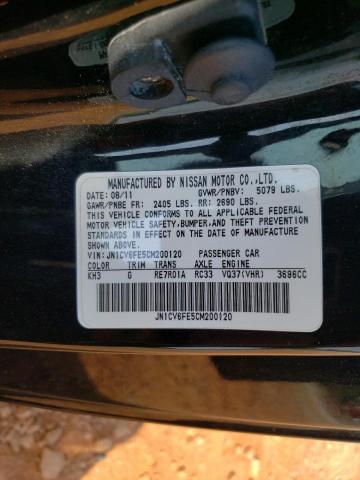 MANUFACTURED BY NISSAN MOTOR CO.,LTD.
DATE: 08/11 GVWR/PNBV: 5079 LBS.
GAWR/PNBE FR: 2405 LBS. RR: 2690 LBS.
THIS VEHICLE CONFORMS TO ALL APPLICABLE FEDERAL
MOTOR VEHICLE SAFETY,BUMPER,AND THEFT PREVENTION
STANDARDS IN EFFECT ON THE DATE OF MANUFACTURE
SHOWN ABOVE.
VIN: JN1CV6FE5CM200120 PASSENGER CAR
COLOR TRIM TRANS AXLE ENGINE
KH3 G RE7R01A RC33 VQ37(VHR) 3696CC
JN1CV6FE5CM200120